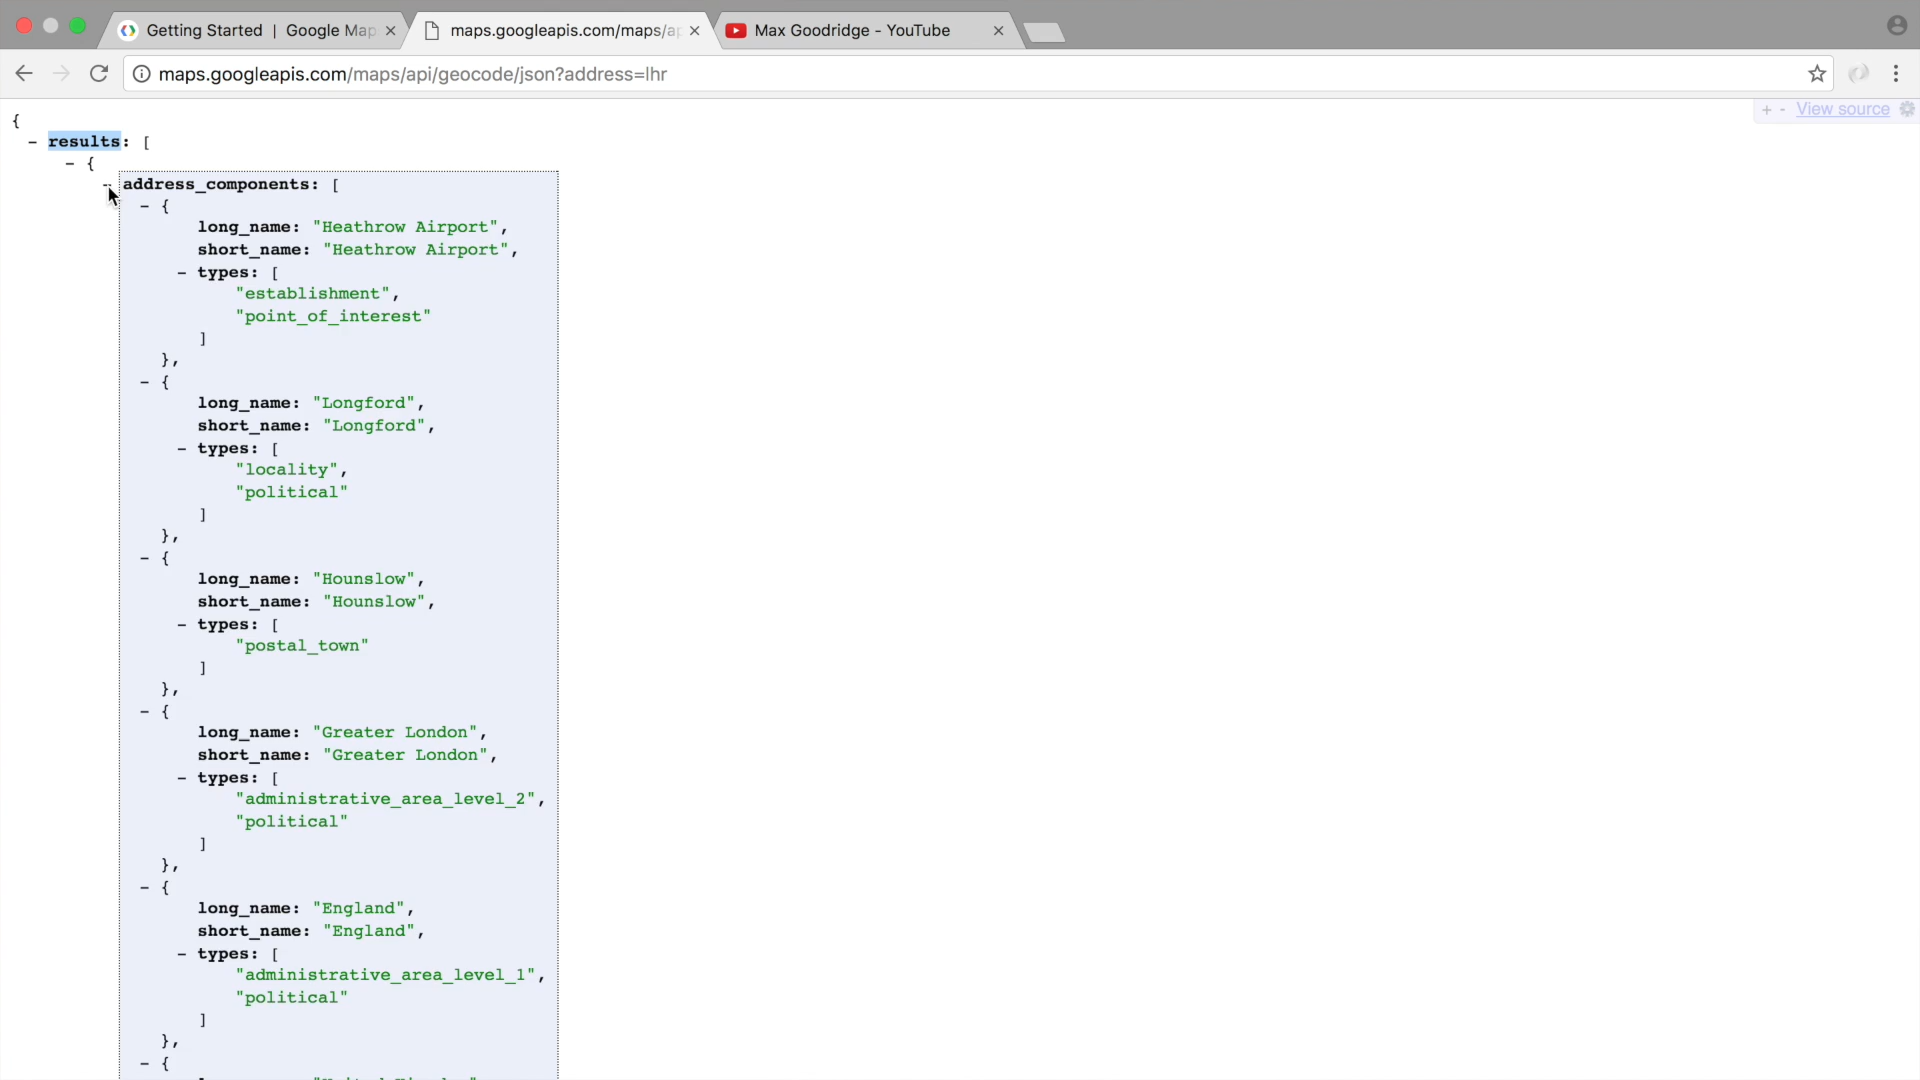 Getting Started | Google Map
maps.googleapis.com/maps/ap
Max Goodridge - YouTube
maps.googleapis.com/maps/api/geocode/json?address=lhr
+ - View source
{
- results: [
- {
- address_components: [
- {
long_name: "Heathrow Airport",
short_name: "Heathrow Airport",
- types: [
"establishment",
"point_of_interest"
]
},
- {
long_name: "Longford",
short_name: "Longford",
- types: [
"locality",
"political"
]
},
- {
long_name: "Hounslow",
short_name: "Hounslow",
- types: [
"postal_town"
]
},
- {
long_name: "Greater London",
short_name: "Greater London",
- types: [
"administrative_area_level_2",
"political"
]
},
- {
long_name: "England",
short_name: "England",
- types: [
"administrative_area_level_1",
"political"
]
},
- {